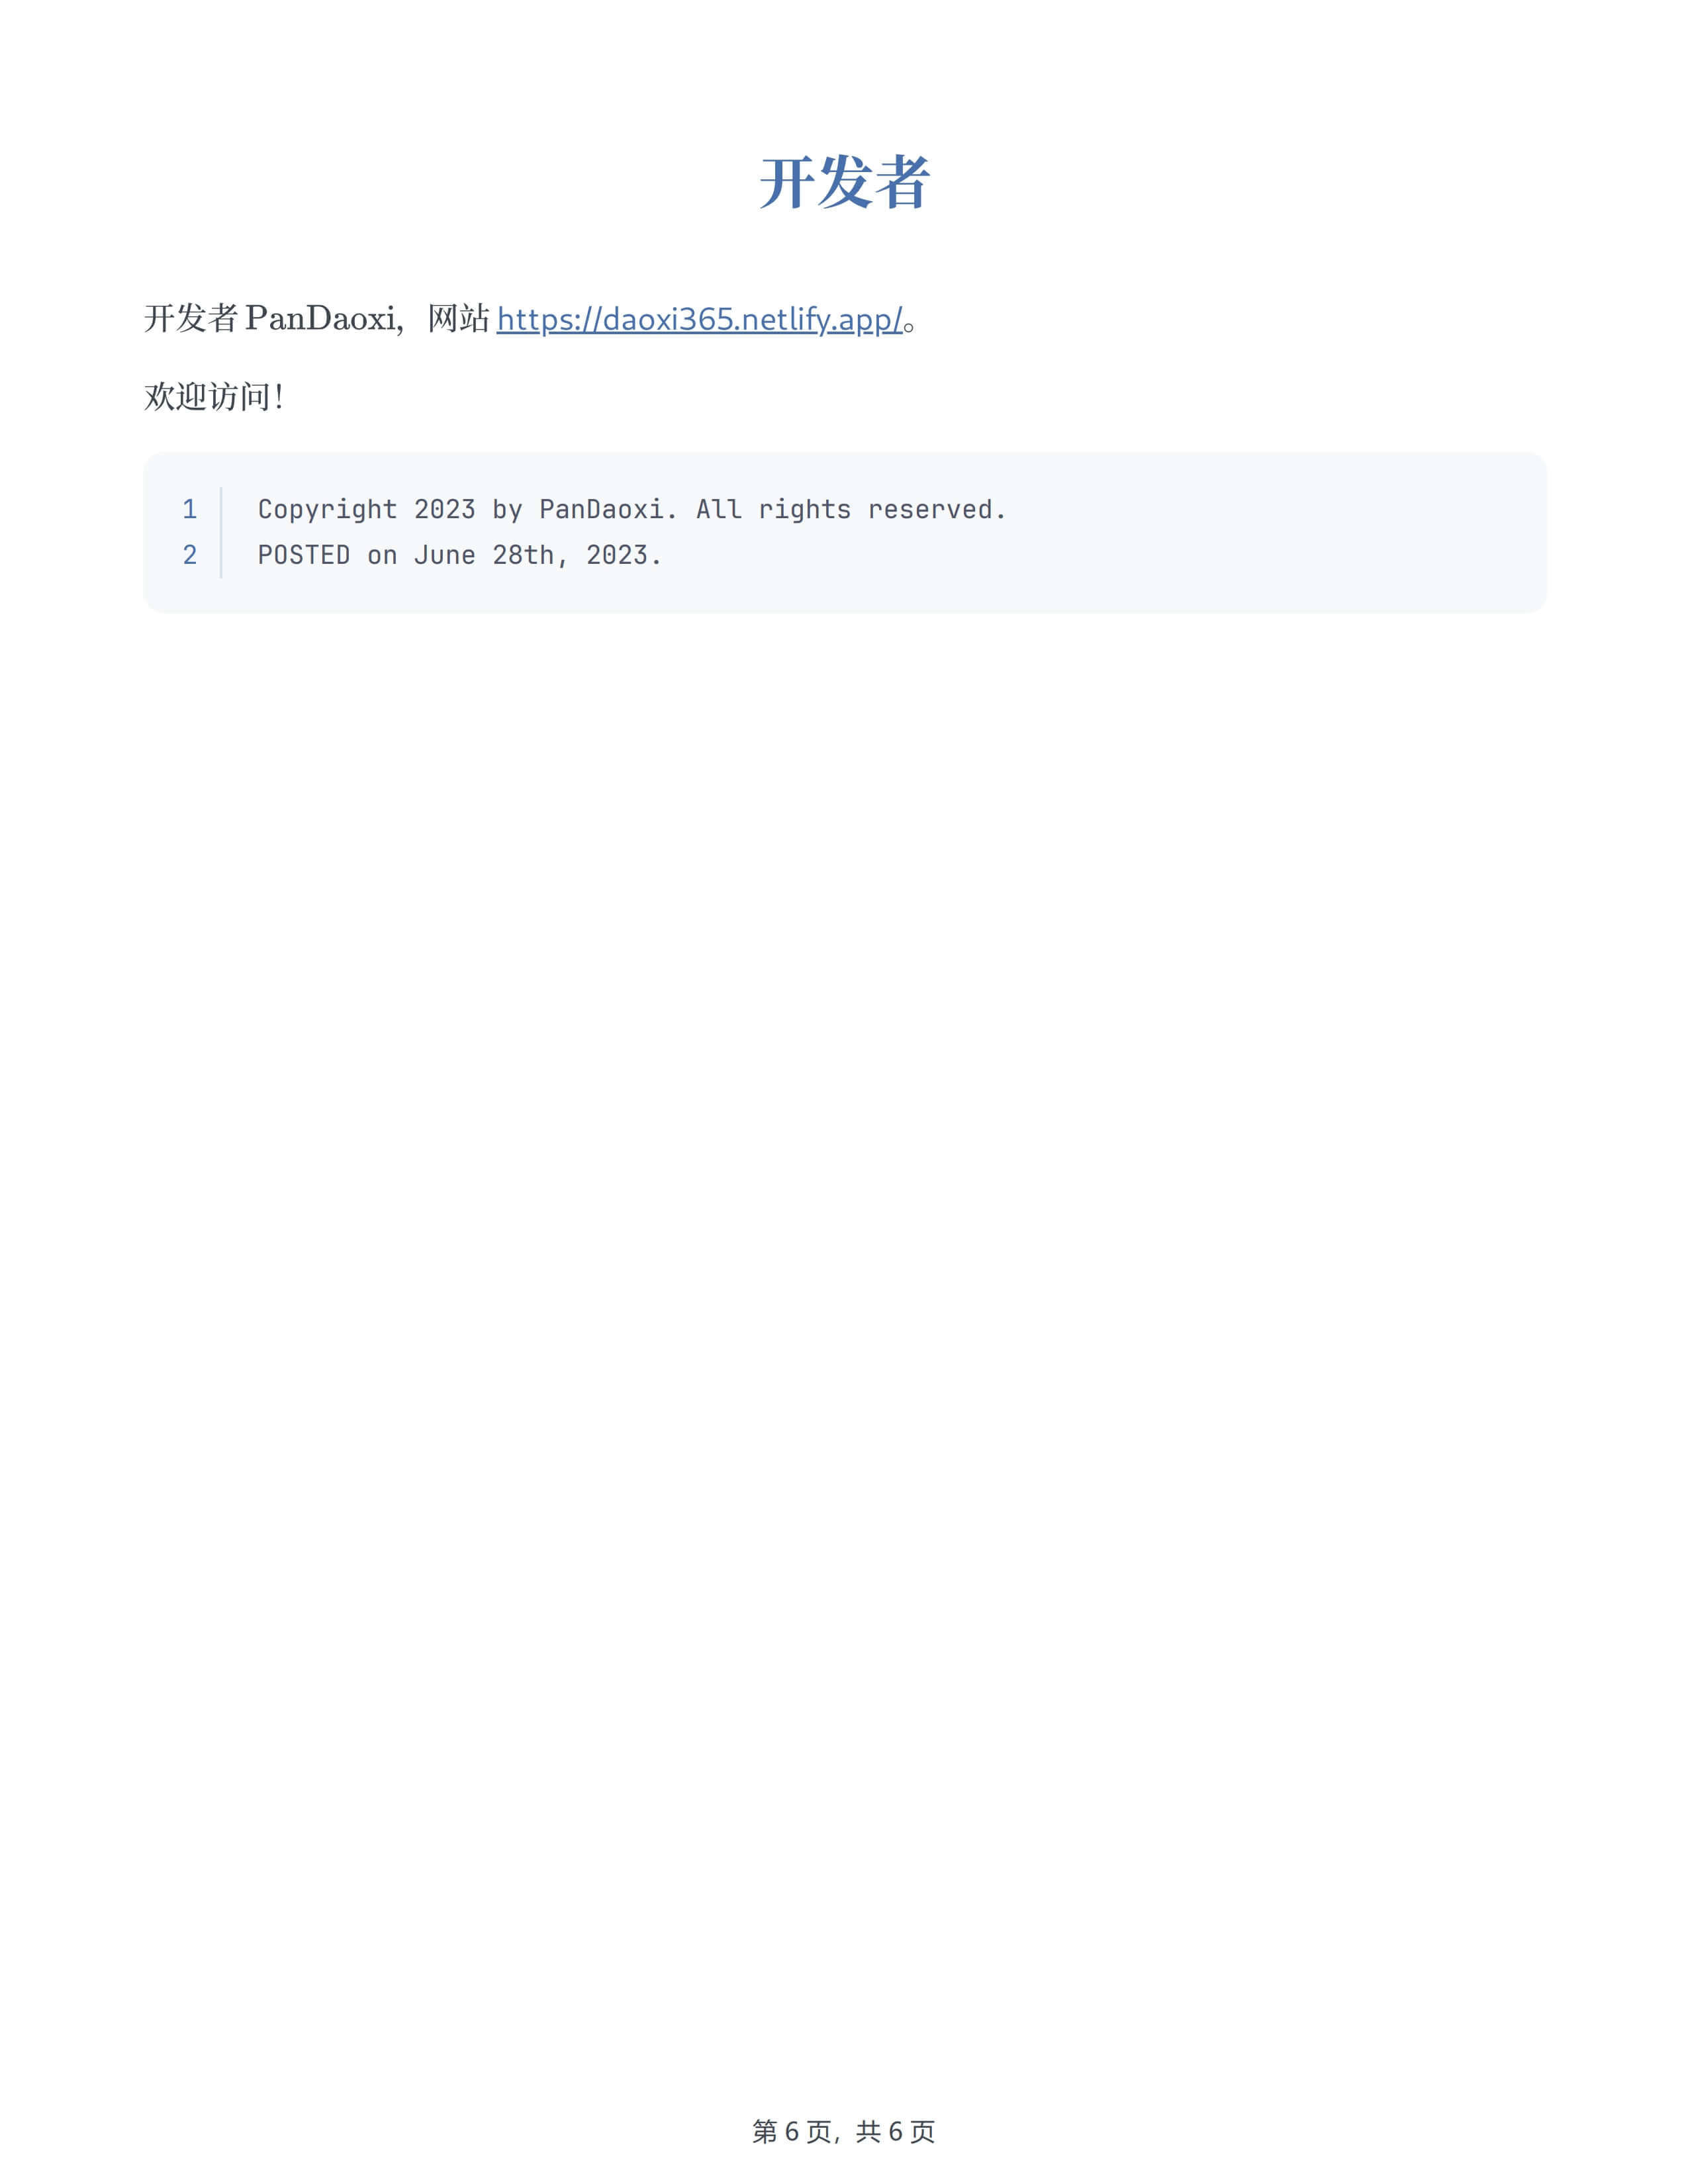 开发者
开发者 PanDaoxi，网站 https://daoxi365.netlify.app/。
欢迎访问！
1 Copyright 2023 by PanDaoxi. All rights reserved.
2 POSTED on June 28th, 2023.
第 6 页，共 6 页